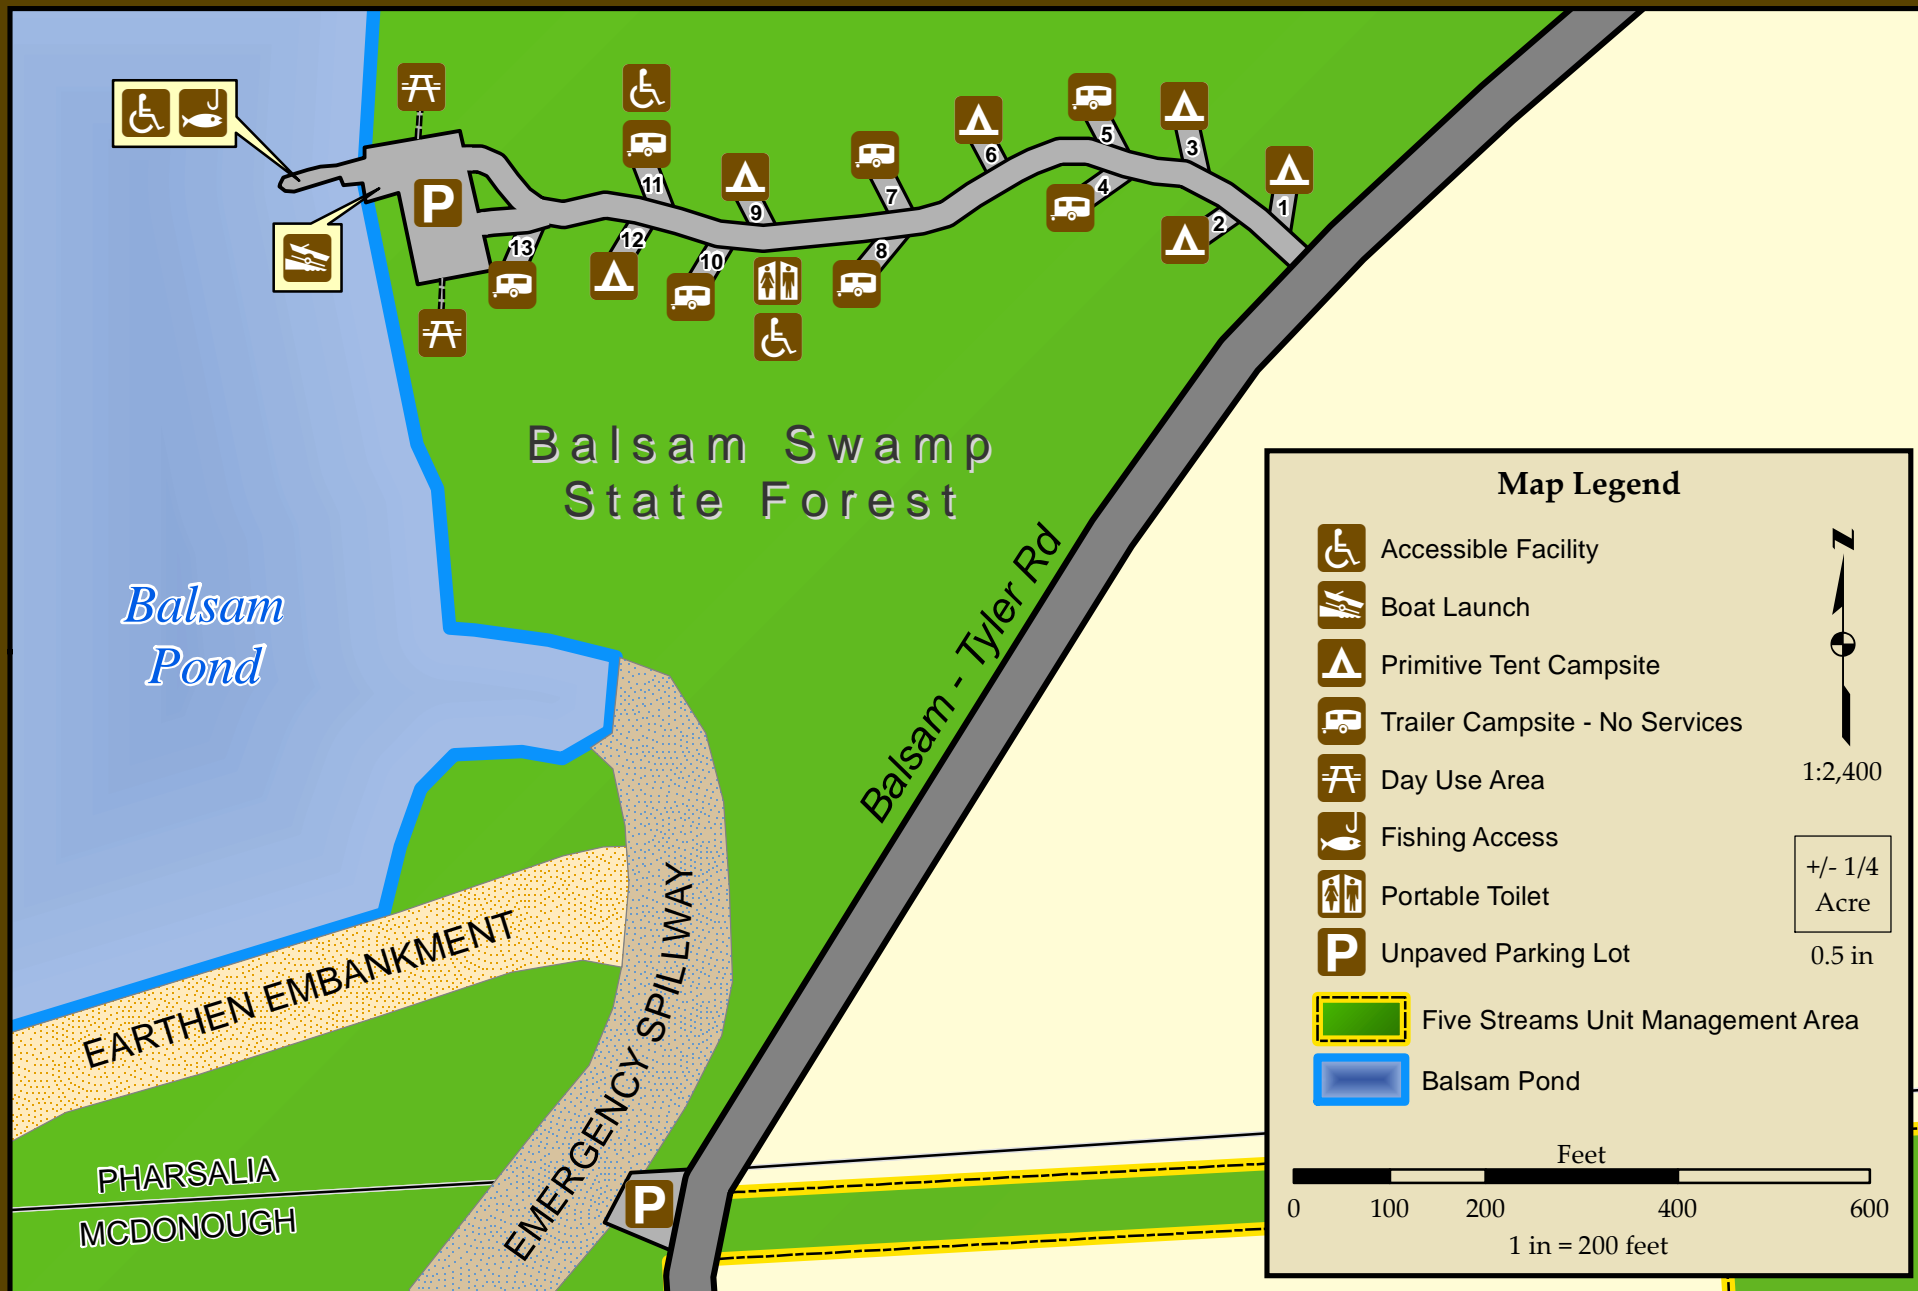 P
11
12
13
10
9
7
8
6
5
4
3
2
1
Balsam Swamp
State Forest
Balsam
Pond
Balsam - Tyler Rd
EARTHEN EMBANKMENT
EMERGENCY SPILLWAY
PHARSALIA
MCDONOUGH
P
Map Legend
Accessible Facility
Boat Launch
Primitive Tent Campsite
Trailer Campsite - No Services
Day Use Area
Fishing Access
Portable Toilet
P Unpaved Parking Lot
Five Streams Unit Management Area
Balsam Pond
N
1:2,400
+/- 1/4
Acre
0.5 in
Feet
0 100 200 400 600
1 in = 200 feet